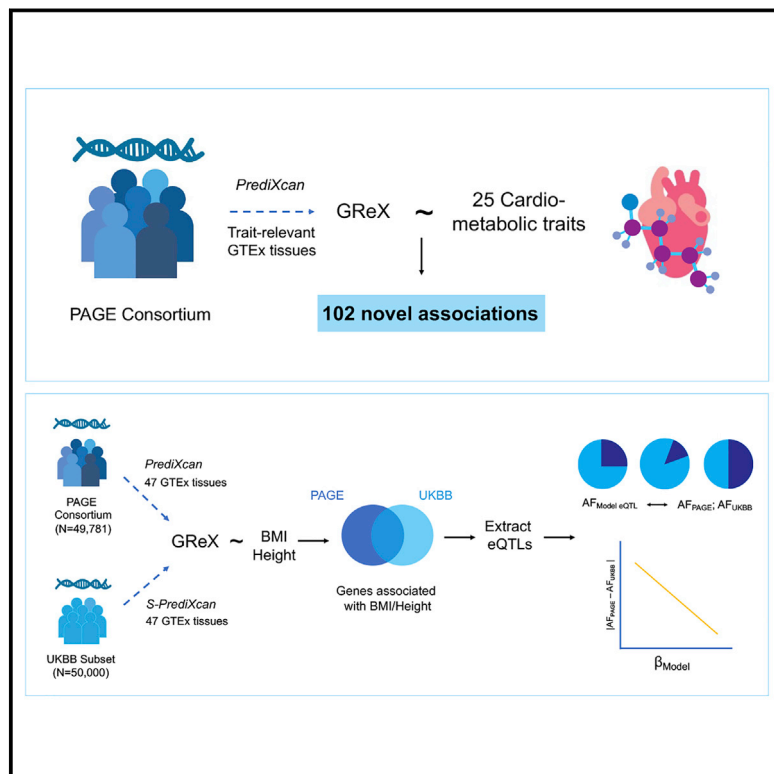 PrediXcan
Trait-relevant
GTEx tissues
GReX
~
25 Cardio-
metabolic traits
PAGE Consortium
102 novel associations
PrediXcan
47 GTEx tissues
PAGE
Consortium
(N=49,781)
GReX
~
BMI
Height
PAGE
UKBB
Genes associated
with BMI/Height
Extract
eQTLs
AFModel eQTL
AFPAGE; AFUKBB
S-PrediXcan
47 GTEx tissues
UKBB Subset
(N=50,000)
|AFPAGE – AFUKBB|
βModel